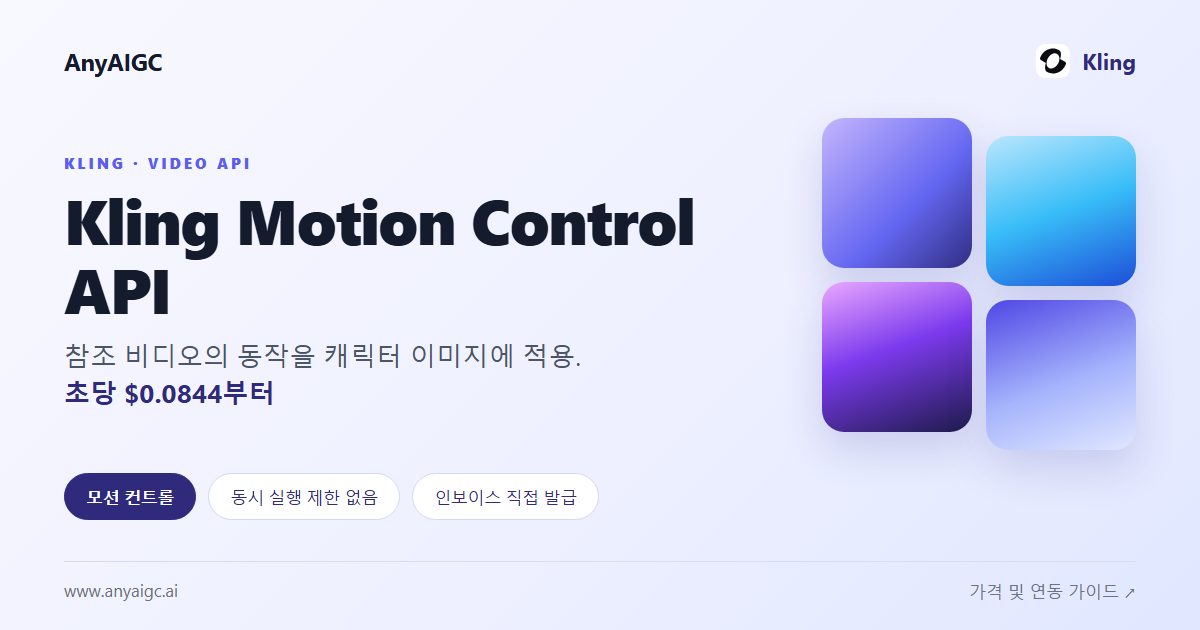 AnyAIGC
Kling
KLING · VIDEO API
Kling Motion Control
API
참조 비디오의 동작을 캐릭터 이미지에 적용.
초당 $0.0844부터
모션 컨트롤
동시 실행 제한 없음
인보이스 직접 발급
www.anyaigc.ai
가격 및 연동 가이드 ↗